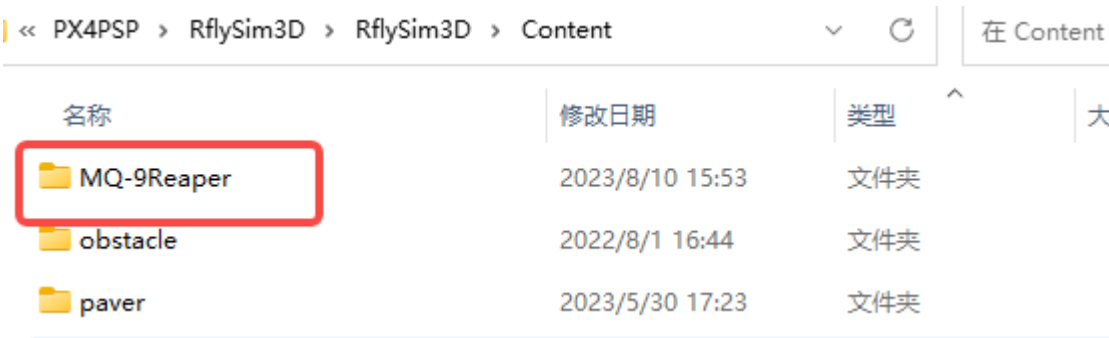 « PX4PSP > RflySim3D > RflySim3D > Content 在 Content
名称 修改日期 类型 大
MQ-9Reaper 2023/8/10 15:53 文件夹
obstacle 2022/8/1 16:44 文件夹
paver 2023/5/30 17:23 文件夹